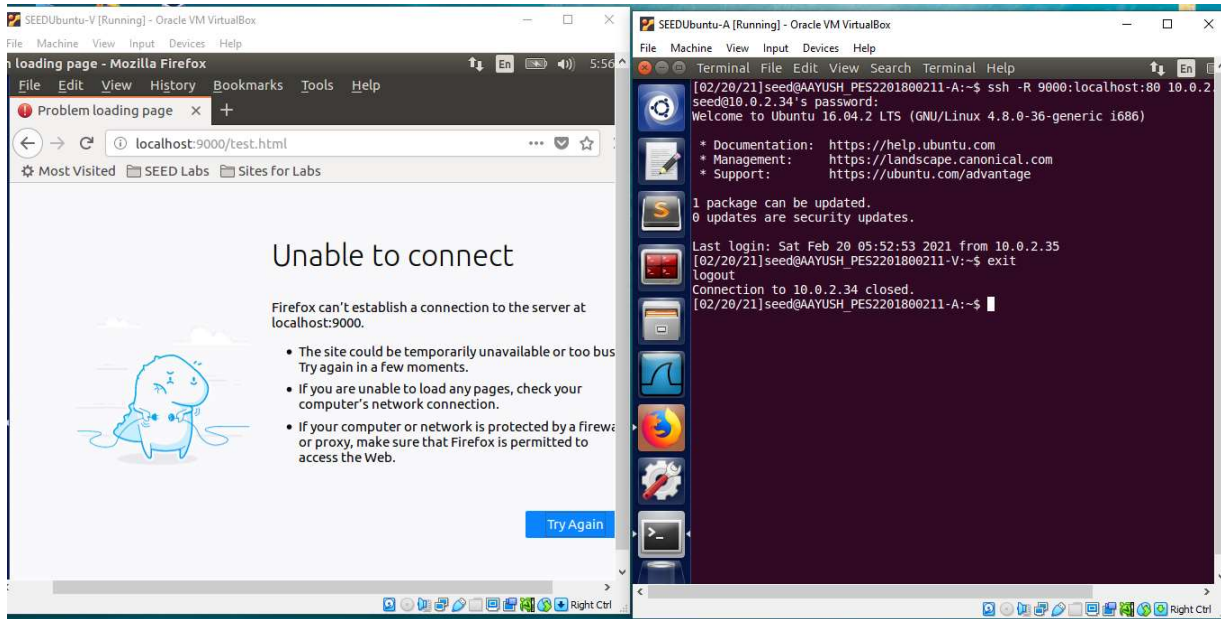 SEEDUbuntu-V [Running] - Oracle VM VirtualBox
File Machine View Input Devices Help
loading page - Mozilla Firefox
En
5:56
File Edit View History Bookmarks Tools Help
Problem loading page
localhost:9000/test.html
Most Visited SEED Labs Sites for Labs
Unable to connect
Firefox can't establish a connection to the server at
localhost:9000.
• The site could be temporarily unavailable or too bus
Try again in a few moments.
• If you are unable to load any pages, check your
computer's network connection.
• If your computer or network is protected by a firewa
or proxy, make sure that Firefox is permitted to
access the Web.
Try Again
Right Ctrl
SEEDUbuntu-A [Running] - Oracle VM VirtualBox
File Machine View Input Devices Help
Terminal File Edit View Search Terminal Help
En
[02/20/21]seed@AAYUSH_PES2201800211-A:~$ ssh -R 9000:localhost:80 10.0.2.
seed@10.0.2.34's password:
Welcome to Ubuntu 16.04.2 LTS (GNU/Linux 4.8.0-36-generic i686)
* Documentation: https://help.ubuntu.com
* Management: https://landscape.canonical.com
* Support: https://ubuntu.com/advantage
1 package can be updated.
0 updates are security updates.
Last login: Sat Feb 20 05:52:53 2021 from 10.0.2.35
[02/20/21]seed@AAYUSH_PES2201800211-V:~$ exit
logout
Connection to 10.0.2.34 closed.
[02/20/21]seed@AAYUSH_PES2201800211-A:~$
Right Ctrl